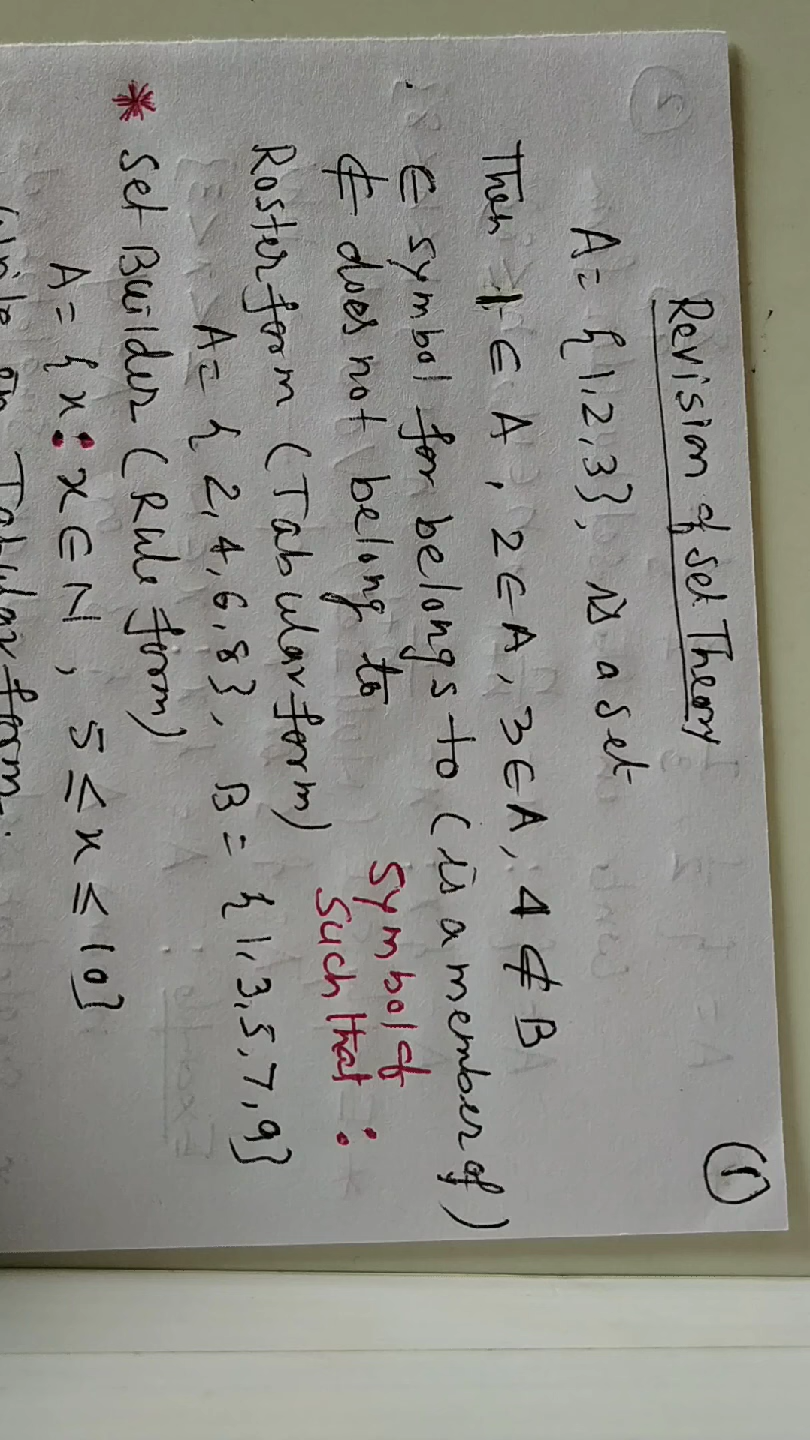 ①
Revision of Set Theory
A = {1,2,3}, is a set
Then 1 ∈ A, 2 ∈ A, 3 ∈ A, 4 ∉ B
∈ symbol for belongs to (is a member of)
∉ does not belong to
symbol of
such that :
Roster form (Tabular form)
A = {2,4,6,8}, B = {1,3,5,7,9}
* Set Builder (Rule form)
A = {x : x ∈ N, 5 ≤ x ≤ 10}
Tabular form: